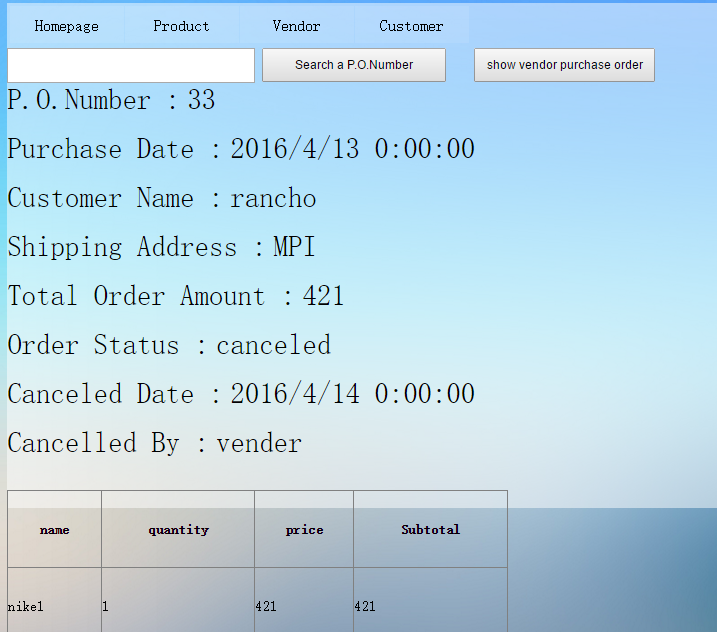 Homepage Product Vendor Customer
Search a P.O.Number show vendor purchase order
P.O.Number :33
Purchase Date :2016/4/13 0:00:00
Customer Name :rancho
Shipping Address :MPI
Total Order Amount :421
Order Status :canceled
Canceled Date :2016/4/14 0:00:00
Cancelled By :vender
name quantity price Subtotal
nike1 1 421 421